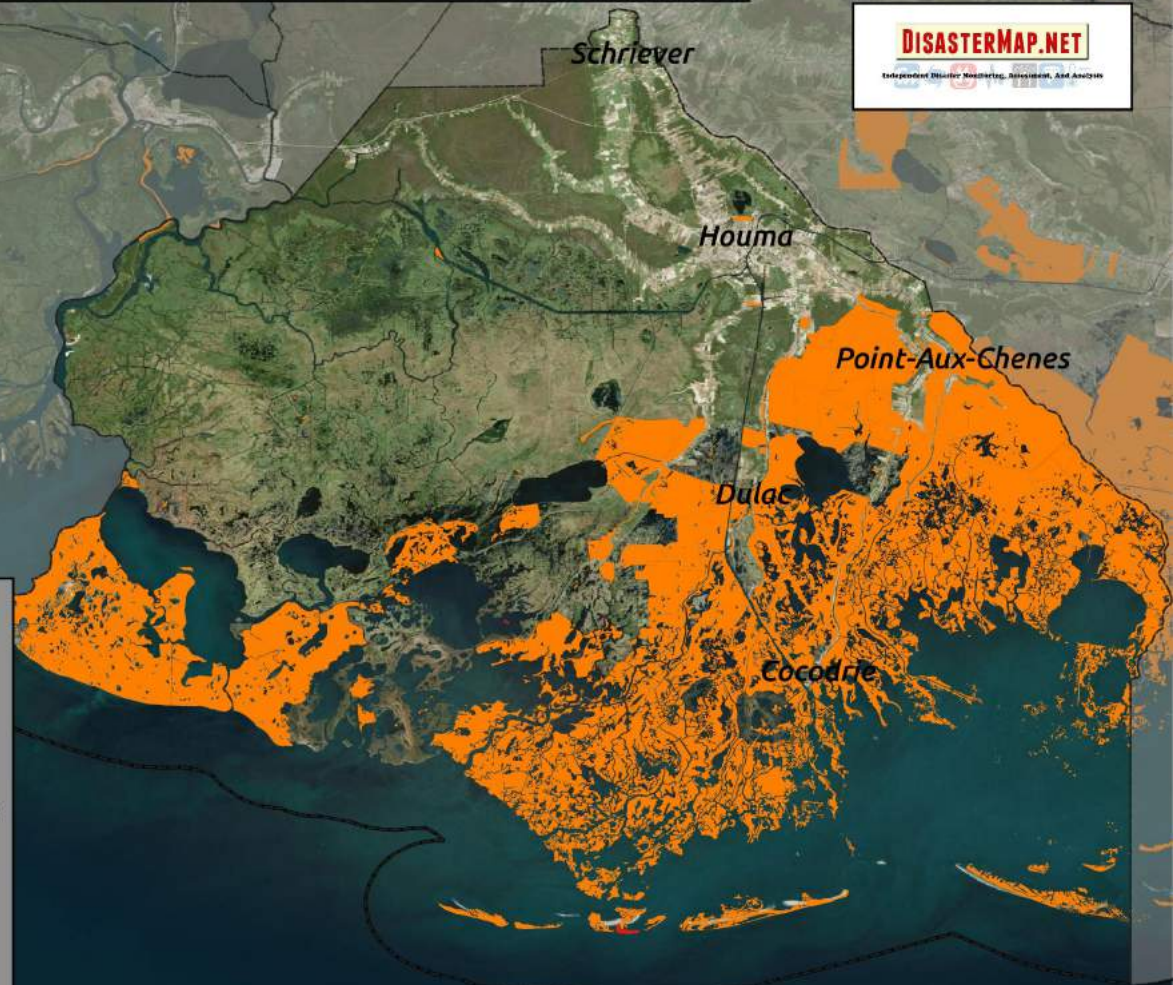 Schriever
DISASTERMAP.NET
Independent Disaster Monitoring, Assessment, And Analysis
Houma
Point-Aux-Chenes
Dulac
Cocodrie